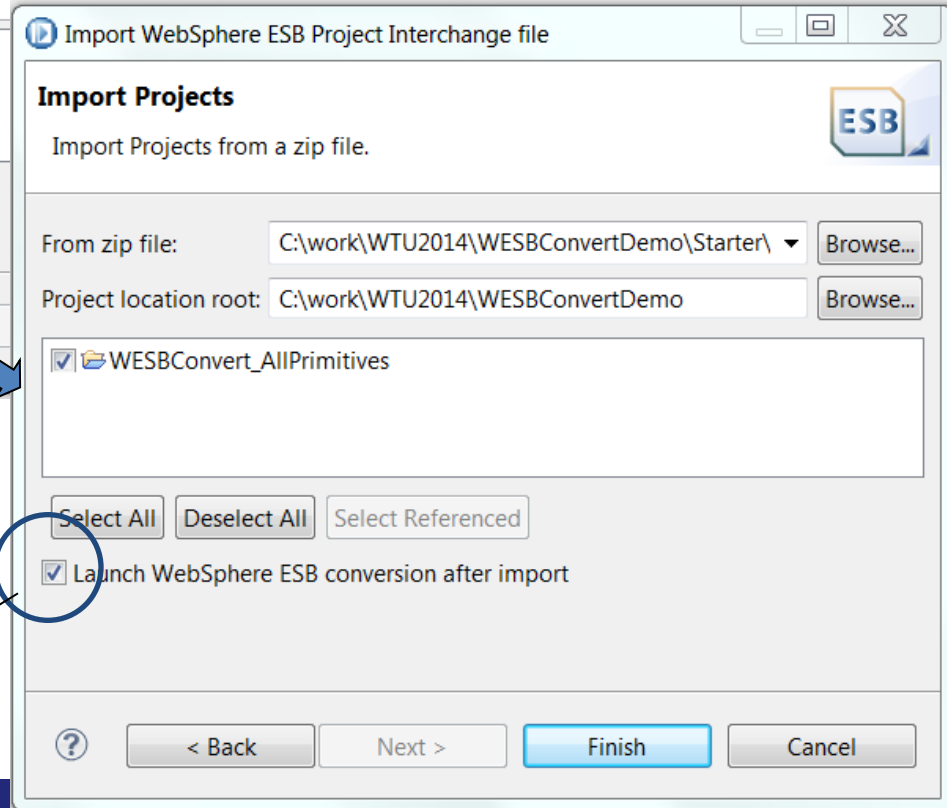 Import WebSphere ESB Project Interchange file
Import Projects
Import Projects from a zip file.
ESB
From zip file: C:\work\WTU2014\WESBConvertDemo\Starter\ Browse...
Project location root: C:\work\WTU2014\WESBConvertDemo Browse...
WESBConvert_AllPrimitives
Select All Deselect All Select Referenced
Launch WebSphere ESB conversion after import
? < Back Next > Finish Cancel